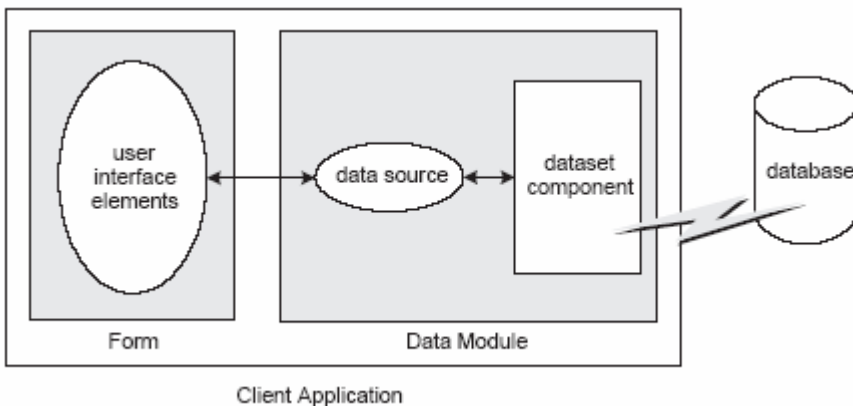 user
interface
elements
data source
dataset
component
database
Form
Data Module
Client Application